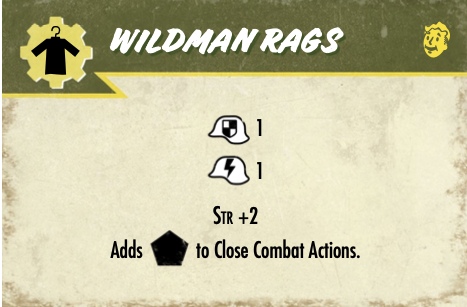 WILDMAN RAGS
1
1
STR +2
Adds to Close Combat Actions.